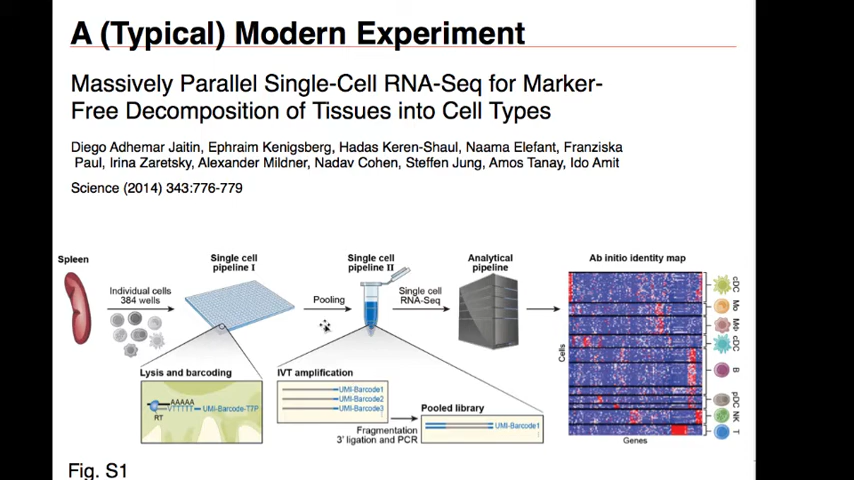 A (Typical) Modern Experiment
Massively Parallel Single-Cell RNA-Seq for Marker-
Free Decomposition of Tissues into Cell Types
Diego Adhemar Jaitin, Ephraim Kenigsberg, Hadas Keren-Shaul, Naama Elefant, Franziska
Paul, Irina Zaretsky, Alexander Mildner, Nadav Cohen, Steffen Jung, Amos Tanay, Ido Amit
Science (2014) 343:776-779
Spleen
Individual cells
384 wells
Single cell
pipeline I
Pooling
Single cell
pipeline II
Single cell
RNA-Seq
Analytical
pipeline
Ab initio identity map
Cells
Genes
cDC
Mo
cDC
B
pDC
NK
T
Lysis and barcoding
AAAAA
VTTTTT
UMI-Barcode-T7P
RT
IVT amplification
UMI-Barcode1
UMI-Barcode2
UMI-Barcode3
Fragmentation
3' ligation and PCR
Pooled library
UMI-Barcode1
Fig. S1